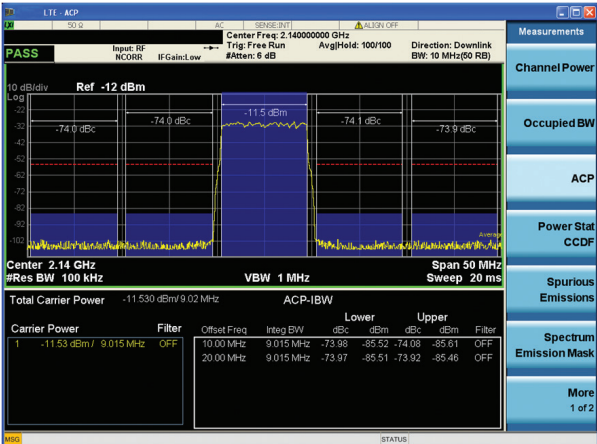 LTE - ACP
50 Ω AC SENSE:INT ALIGN OFF
Center Freq: 2.140000000 GHz
PASS Input: RF Trig: Free Run Avg|Hold: 100/100 Direction: Downlink
NCORR IFGain:Low #Atten: 6 dB BW: 10 MHz(50 RB)
10 dB/div Ref -12 dBm
Log
-22
-32
-42
-52
-62
-72
-82
-92
-102
-74.0 dBc -74.0 dBc -11.5 dBm -74.1 dBc -73.9 dBc
Average
Center 2.14 GHz Span 50 MHz
#Res BW 100 kHz VBW 1 MHz Sweep 20 ms
Total Carrier Power -11.530 dBm/ 9.02 MHz ACP-IBW
Lower Upper
Carrier Power Filter Offset Freq Integ BW dBc dBm dBc dBm Filter
1 -11.53 dBm / 9.015 MHz OFF 10.00 MHz 9.015 MHz -73.98 -85.52 -74.08 -85.61 OFF
20.00 MHz 9.015 MHz -73.97 -85.51 -73.92 -85.46 OFF
MSG STATUS
Measurements
Channel Power
Occupied BW
ACP
Power Stat
CCDF
Spurious
Emissions
Spectrum
Emission Mask
More
1 of 2